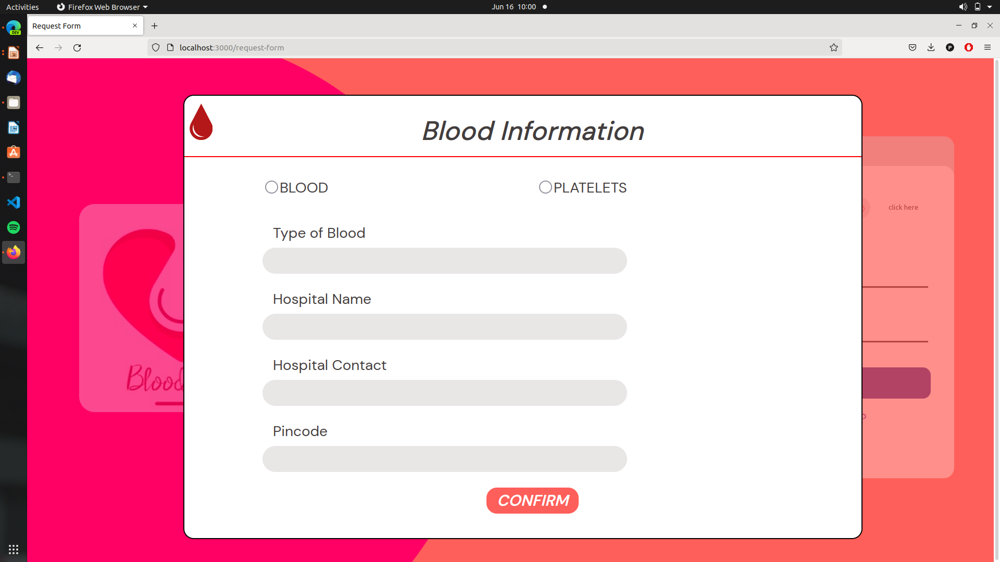 Activities
Firefox Web Browser
Jun 16 10:00
Request Form
localhost:3000/request-form
P
DEV
Blood Information
BLOOD
PLATELETS
click here
Type of Blood
Hospital Name
Hospital Contact
Blood
Pincode
CONFIRM